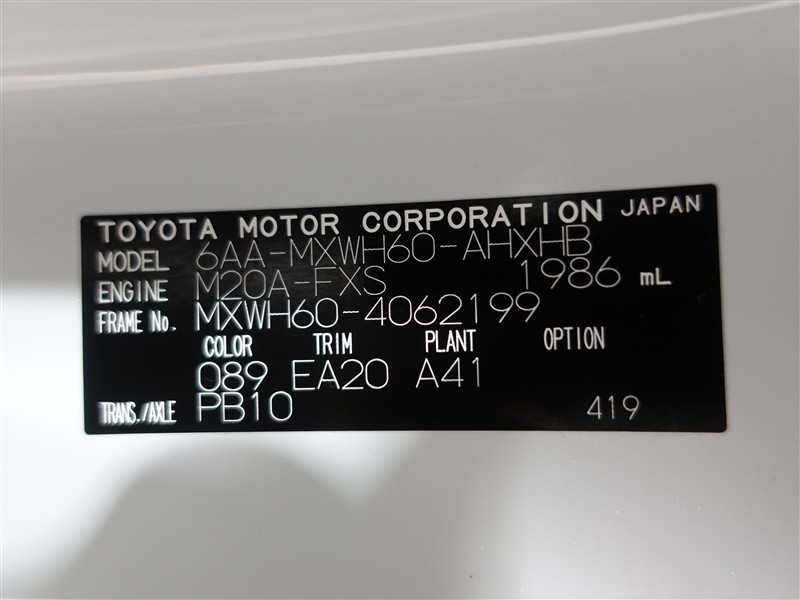 TOYOTA MOTOR CORPORATION JAPAN
MODEL 6AA-MXWH60-AHXHB
ENGINE M20A-FXS 1986 mL
FRAME No. MXWH60-4062199
COLOR TRIM PLANT OPTION
089 EA20 A41
TRANS./AXLE PB10 419